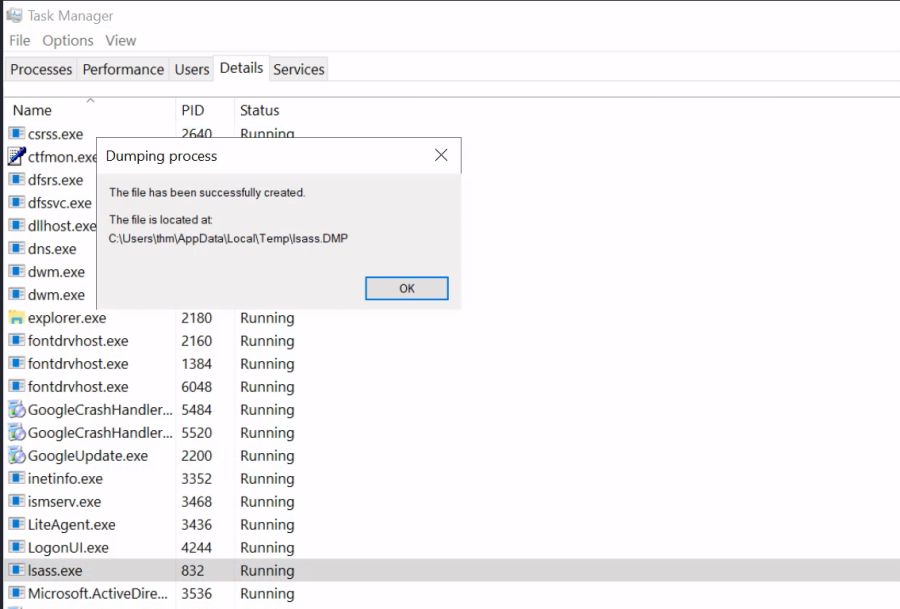 Task Manager
File Options View
Processes Performance Users Details Services
Name PID Status
csrss.exe 2640 Running
ctfmon.exe
dfsrs.exe
dfssvc.exe
dllhost.exe
dns.exe
dwm.exe
dwm.exe
Dumping process
The file has been successfully created.
The file is located at:
C:\Users\thm\AppData\Local\Temp\lsass.DMP
OK
explorer.exe 2180 Running
fontdrvhost.exe 2160 Running
fontdrvhost.exe 1384 Running
fontdrvhost.exe 6048 Running
GoogleCrashHandler... 5484 Running
GoogleCrashHandler... 5520 Running
GoogleUpdate.exe 2200 Running
inetinfo.exe 3352 Running
ismserv.exe 3468 Running
LiteAgent.exe 3436 Running
LogonUI.exe 4244 Running
lsass.exe 832 Running
Microsoft.ActiveDire... 3536 Running